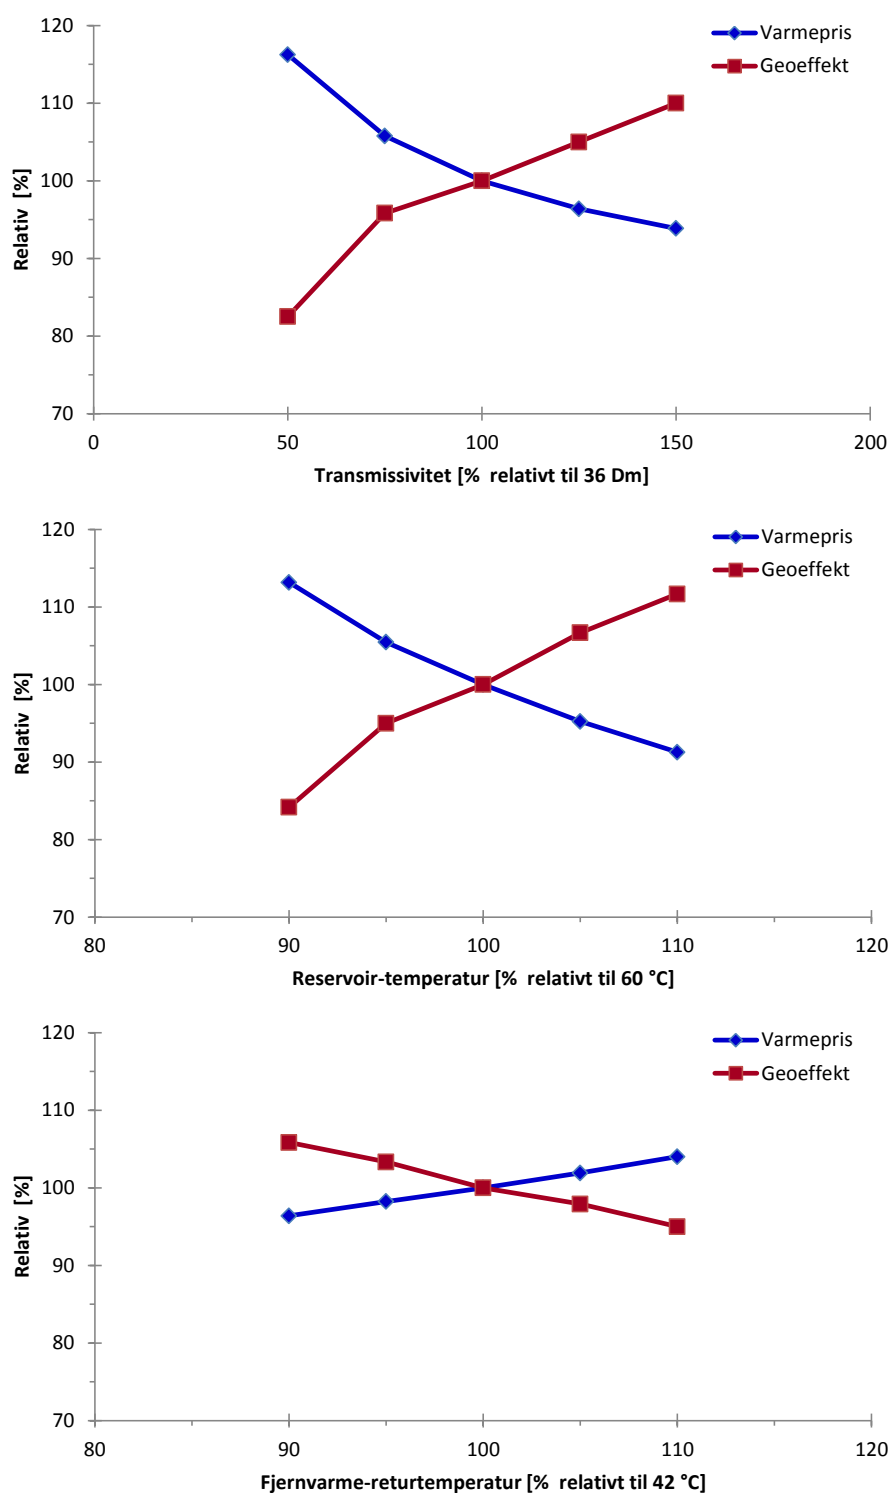 120
110
100
90
80
70
Relativ [%]
Varmepris
Geoeffekt
0
50
100
150
200
Transmissivitet [% relativt til 36 Dm]
120
110
100
90
80
70
Relativ [%]
Varmepris
Geoeffekt
80
90
100
110
120
Reservoir-temperatur [% relativt til 60 °C]
120
110
100
90
80
70
Relativ [%]
Varmepris
Geoeffekt
80
90
100
110
120
Fjernvarme-returtemperatur [% relativt til 42 °C]